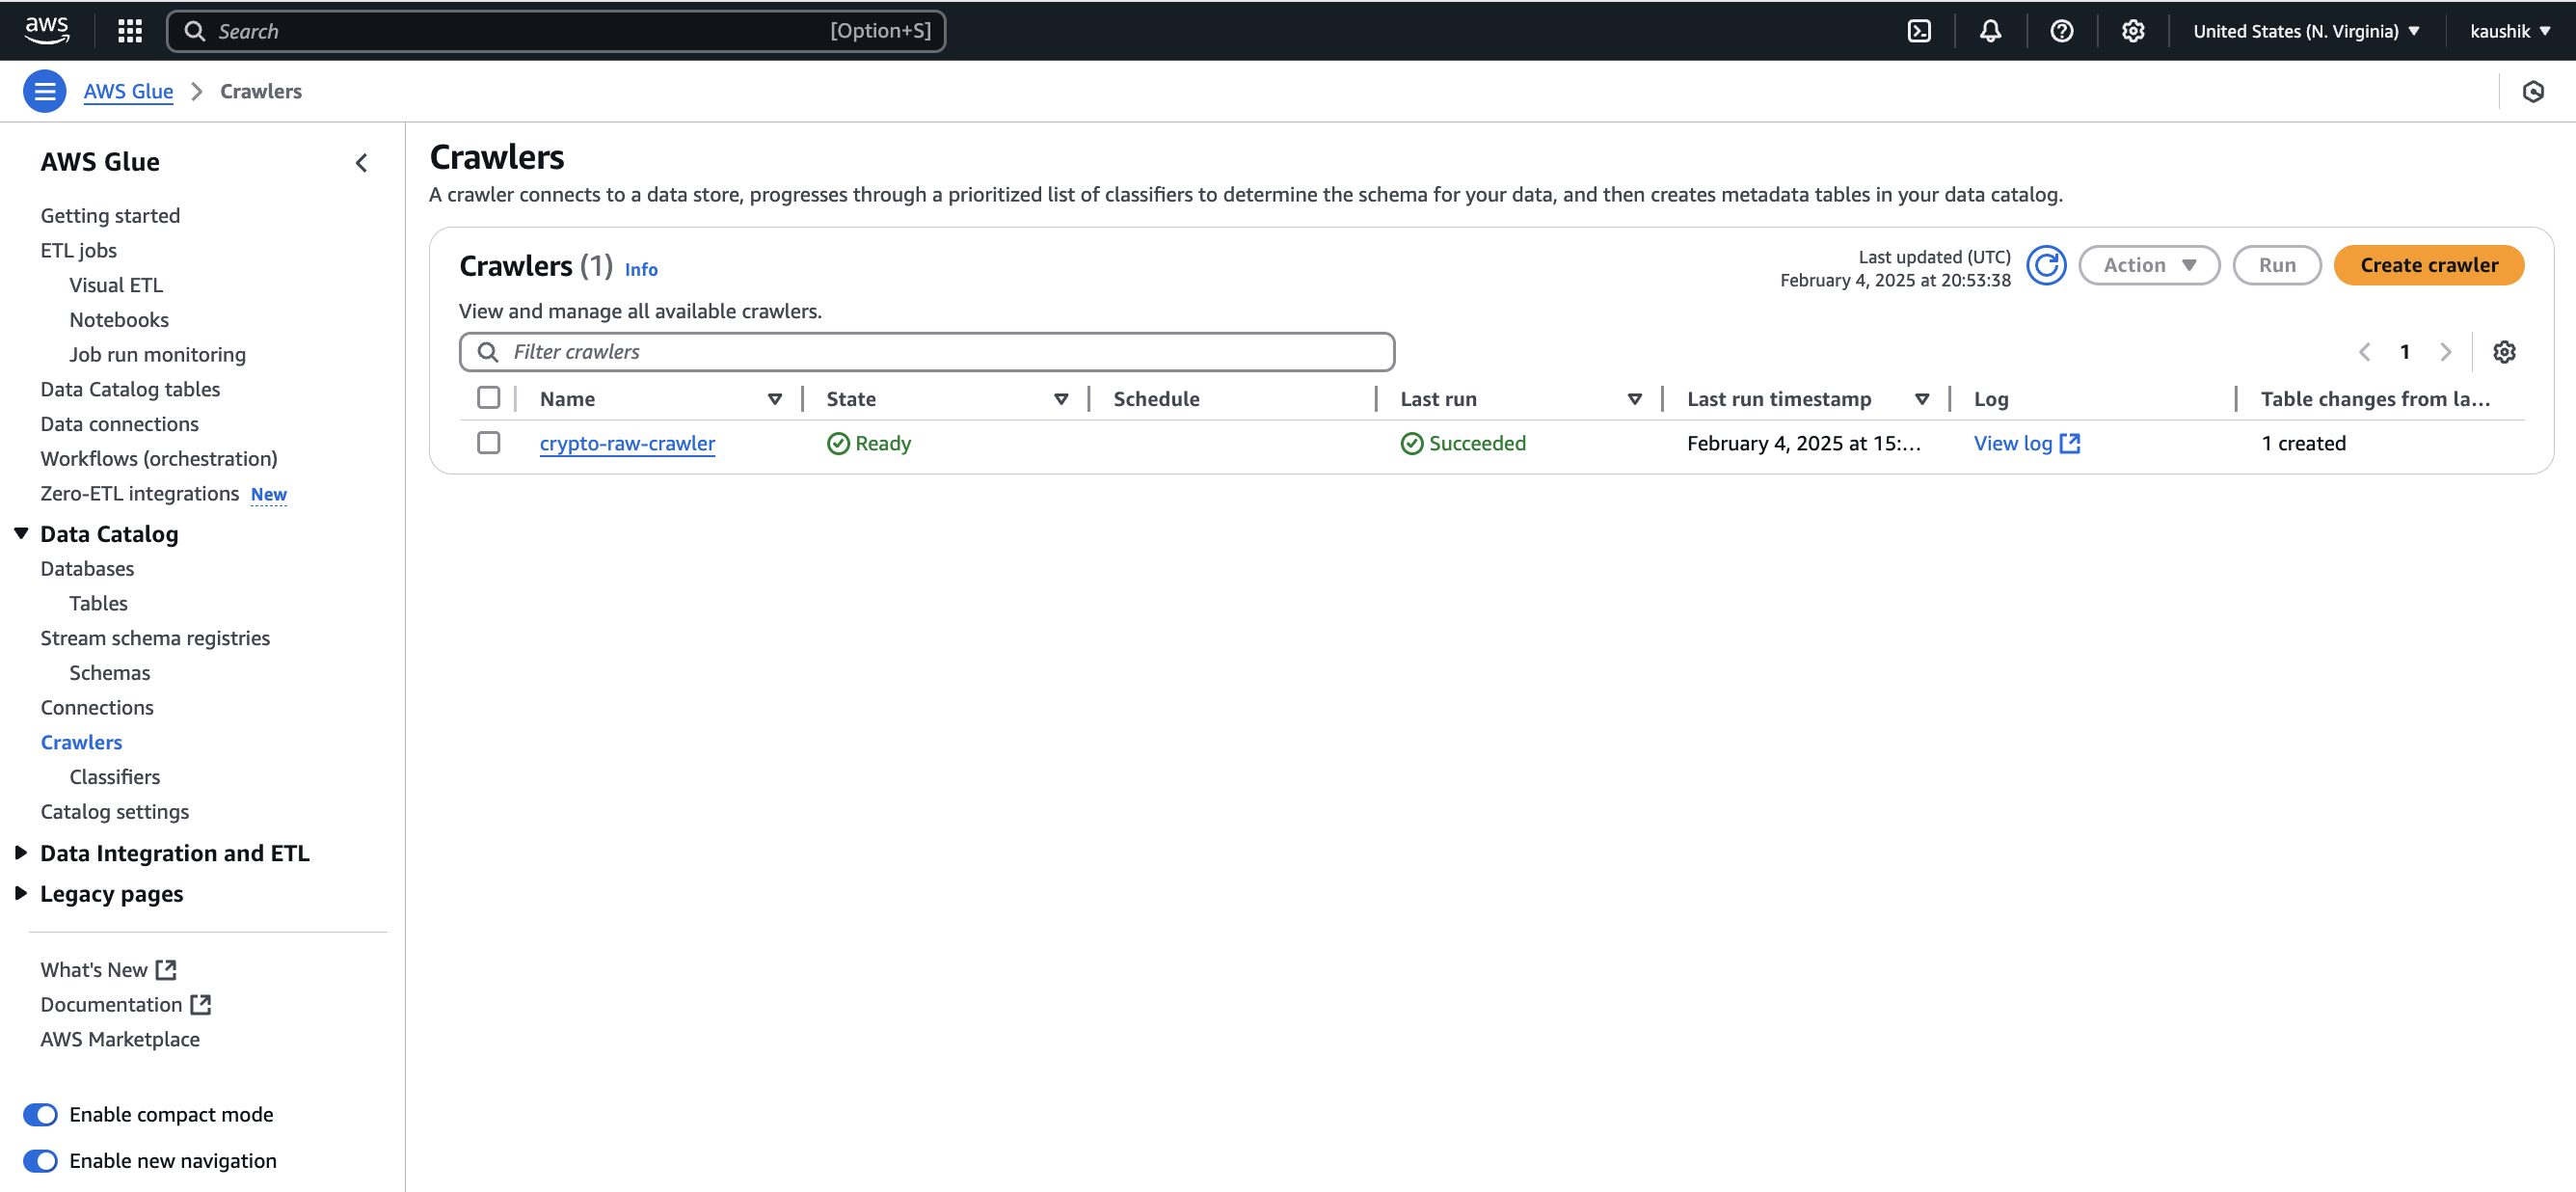 aws
Search [Option+S]
United States (N. Virginia)
kaushik
AWS Glue > Crawlers
AWS Glue
Getting started
ETL jobs
Visual ETL
Notebooks
Job run monitoring
Data Catalog tables
Data connections
Workflows (orchestration)
Zero-ETL integrations New
Data Catalog
Databases
Tables
Stream schema registries
Schemas
Connections
Crawlers
Classifiers
Catalog settings
Data Integration and ETL
Legacy pages
What's New
Documentation
AWS Marketplace
Enable compact mode
Enable new navigation
Crawlers
A crawler connects to a data store, progresses through a prioritized list of classifiers to determine the schema for your data, and then creates metadata tables in your data catalog.
Crawlers (1) Info
Last updated (UTC)
February 4, 2025 at 20:53:38
Action
Run
Create crawler
View and manage all available crawlers.
Filter crawlers
1
Name State Schedule Last run Last run timestamp Log Table changes from la...
crypto-raw-crawler Ready Succeeded February 4, 2025 at 15:... View log 1 created